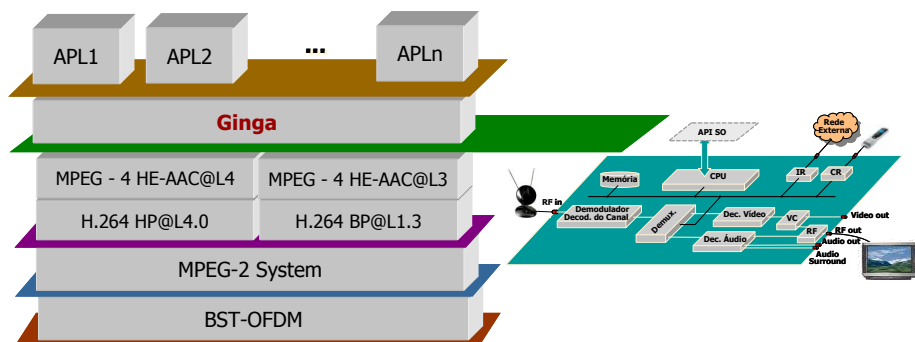 APL1
APL2
...
APLn
Ginga
MPEG - 4 HE-AAC@L4
MPEG - 4 HE-AAC@L3
H.264 HP@L4.0
H.264 BP@L1.3
MPEG-2 System
BST-OFDM
API SO
Rede
Externa
Memória
CPU
IR
CR
RF in
Demodulador
Decod. do Canal
Demux.
Dec. Vídeo
VC
Video out
Dec. Áudio
RF
RF out
Audio out
Audio
Surround